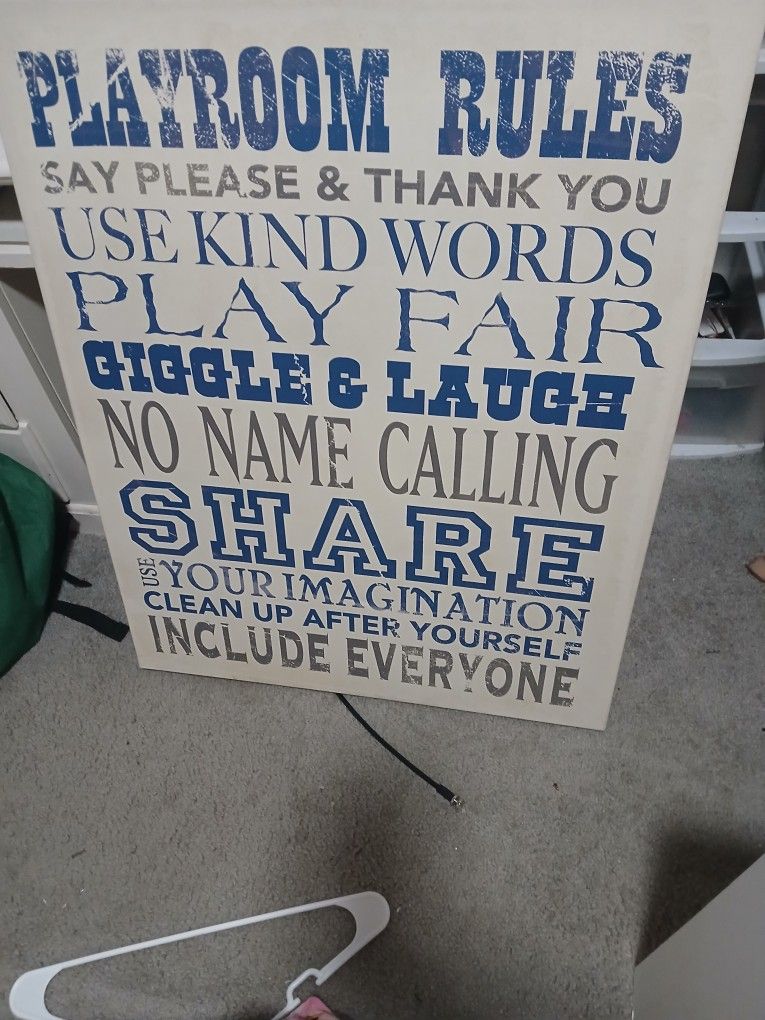 PLAYROOM RULES
SAY PLEASE & THANK YOU
USE KIND WORDS
PLAY FAIR
GIGGLE & LAUGH
NO NAME CALLING
SHARE
USE YOUR IMAGINATION
CLEAN UP AFTER YOURSELF
INCLUDE EVERYONE